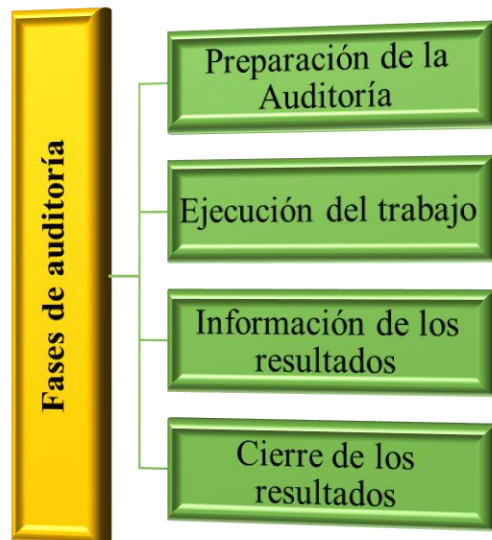 Fases de auditoría
Preparación de la
Auditoría
Ejecución del trabajo
Información de los
resultados
Cierre de los
resultados